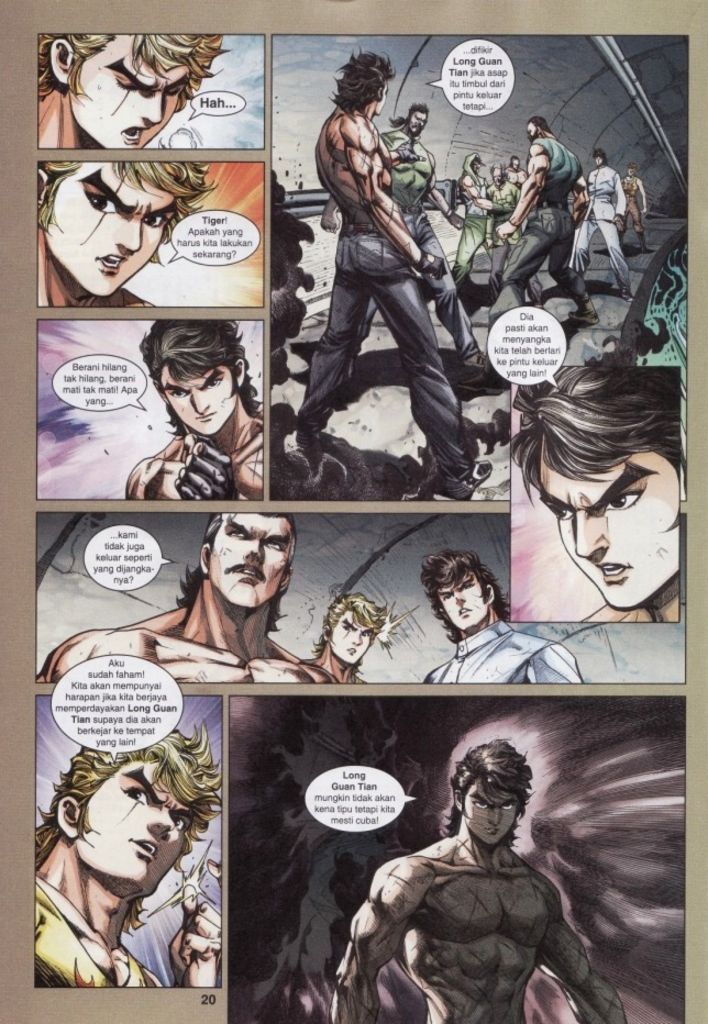 Hah...
Tiger!
Apakah yang
harus kita lakukan
sekarang?
Berani hilang
tak hilang, berani
mati tak mati! Apa
yang...
...difikir
Long Guan
Tian jika asap
itu timbul dari
pintu keluar
tetapi...
Dia
pasti akan
menyangka
kita telah berlari
ke pintu keluar
yang lain!
...kami
tidak juga
keluar seperti
yang dijangka-
nya?
Aku
sudah faham!
Kita akan mempunyai
harapan jika kita berjaya
memperdayakan Long Guan
Tian supaya dia akan
berkejar ke tempat
yang lain!
Long
Guan Tian
mungkin tidak akan
kena tipu tetapi kita
mesti cuba!
20